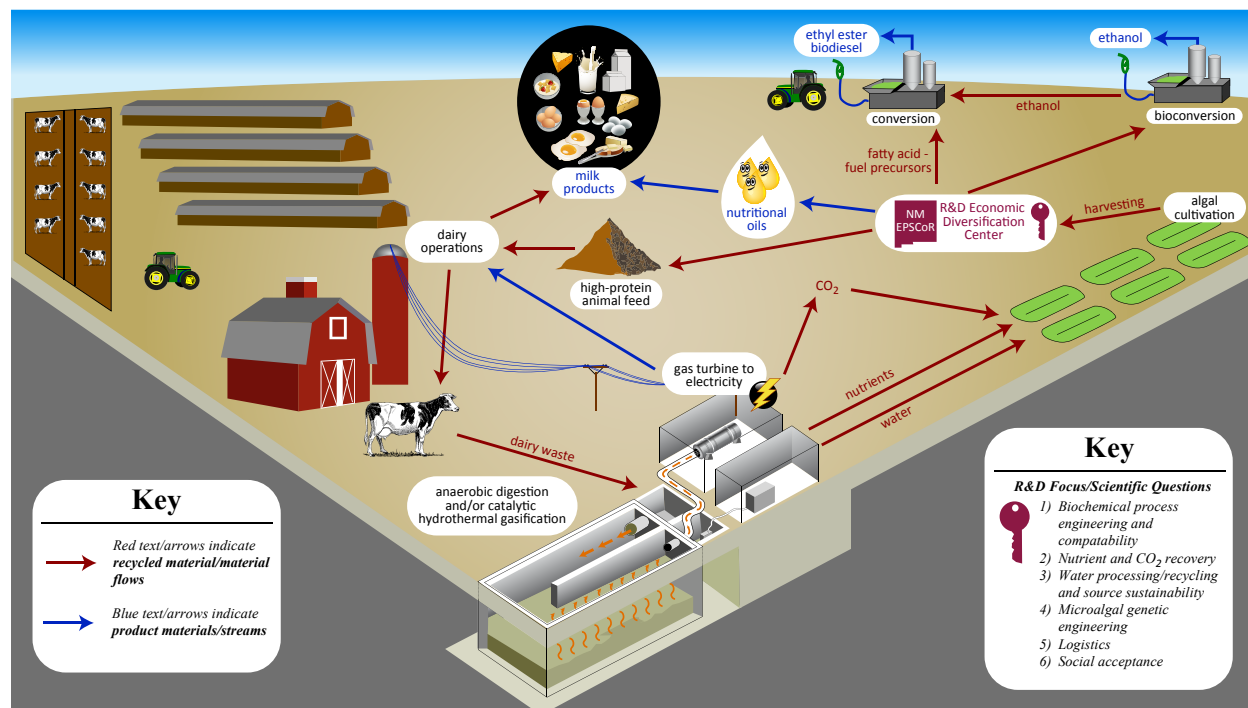 ethyl ester
biodiesel
ethanol
ethanol
conversion
bioconversion
fatty acid -
fuel precursors
milk
products
nutritional
oils
NM
EPSCoR
R&D Economic
Diversification
Center
harvesting
algal
cultivation
dairy
operations
high-protein
animal feed
CO2
gas turbine to
electricity
nutrients
water
dairy waste
anaerobic digestion
and/or catalytic
hydrothermal gasification
Key
Red text/arrows indicate
recycled material/material
flows
Blue text/arrows indicate
product materials/streams
Key
R&D Focus/Scientific Questions
1) Biochemical process
engineering and
compatability
2) Nutrient and CO2 recovery
3) Water processing/recycling
and source sustainability
4) Microalgal genetic
engineering
5) Logistics
6) Social acceptance